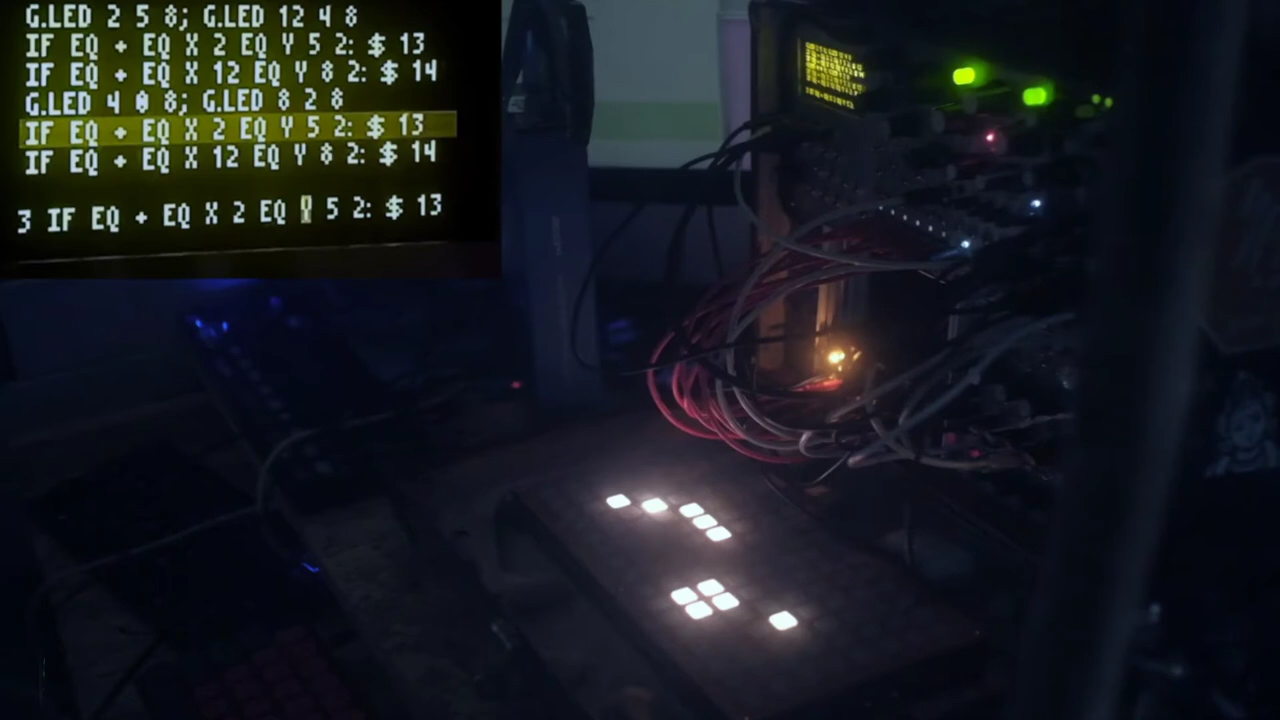 G.LED 2 5 8; G.LED 12 4 8
IF EQ + EQ X 2 EQ Y 5 2: $ 13
IF EQ + EQ X 12 EQ Y 8 2: $ 14
G.LED 4 0 8; G.LED 8 2 8
IF EQ + EQ X 2 EQ Y 5 2: $ 13
IF EQ + EQ X 12 EQ Y 8 2: $ 14
3 IF EQ + EQ X 2 EQ Y 5 2: $ 13